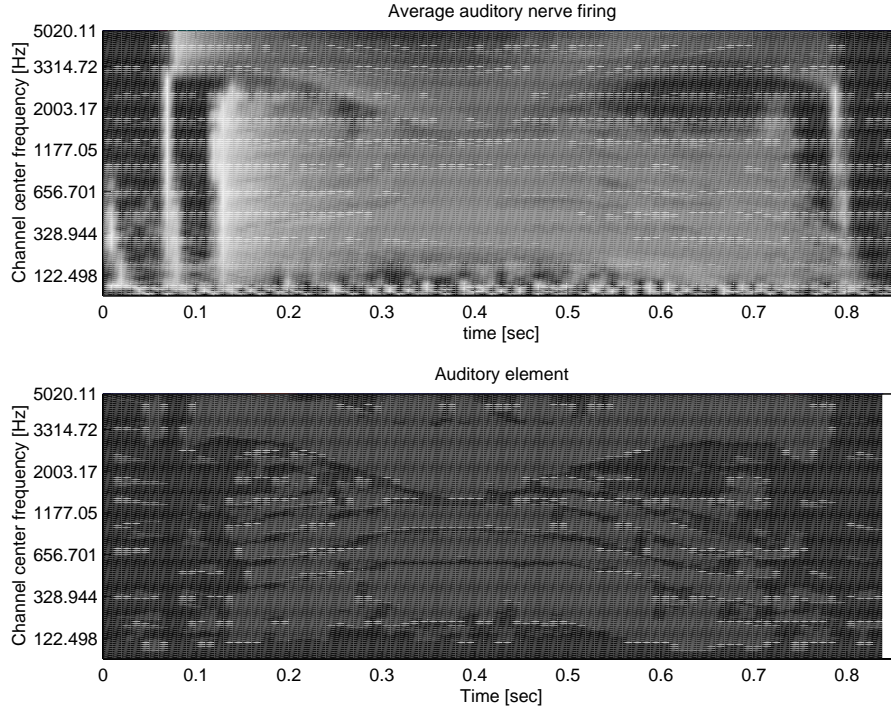 Average auditory nerve firing
Channel center frequency [Hz]
5020.11
3314.72
2003.17
1177.05
656.701
328.944
122.498
0 0.1 0.2 0.3 0.4 0.5 0.6 0.7 0.8
time [sec]
Auditory element
Channel center frequency [Hz]
5020.11
3314.72
2003.17
1177.05
656.701
328.944
122.498
0 0.1 0.2 0.3 0.4 0.5 0.6 0.7 0.8
Time [sec]